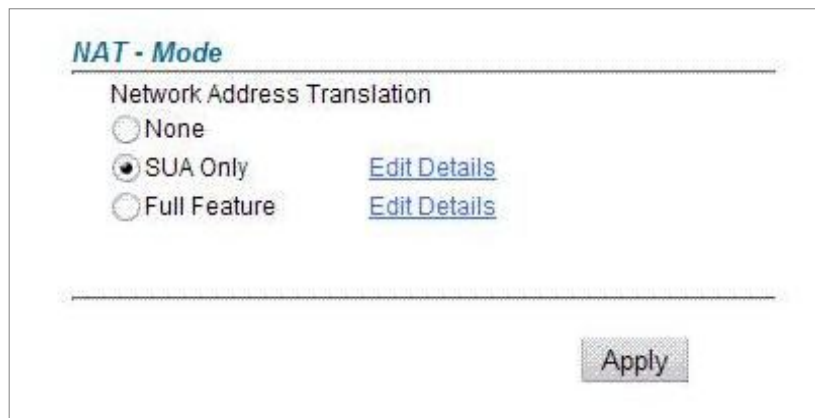 NAT - Mode
Network Address Translation
None
SUA Only Edit Details
Full Feature Edit Details
Apply